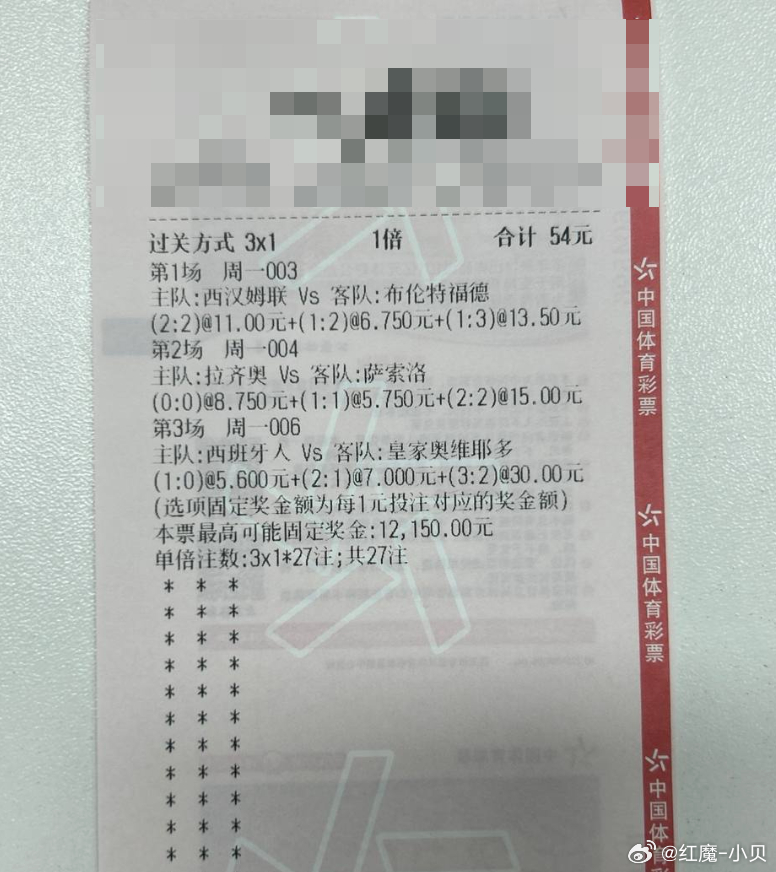 过关方式 3x1 1倍 合计 54元
第1场 周一003
主队:西汉姆联 Vs 客队:布伦特福德
(2:2)@11.00元+(1:2)@6.750元+(1:3)@13.50元
第2场 周一004
主队:拉齐奥 Vs 客队:萨索洛
(0:0)@8.750元+(1:1)@5.750元+(2:2)@15.00元
第3场 周一006
主队:西班牙人 Vs 客队:皇家奥维耶多
(1:0)@5.600元+(2:1)@7.000元+(3:2)@30.00元
(选项固定奖金额为每1元投注对应的奖金额)
本票最高可能固定奖金:12,150.00元
单倍注数:3x1*27注;共27注
* * *
* * *
* * *
* * *
* * *
* * *
* * *
* * *
* * *
* * *
* * *
中国体育彩票
中国体育彩票
中国体
@红魔-小贝